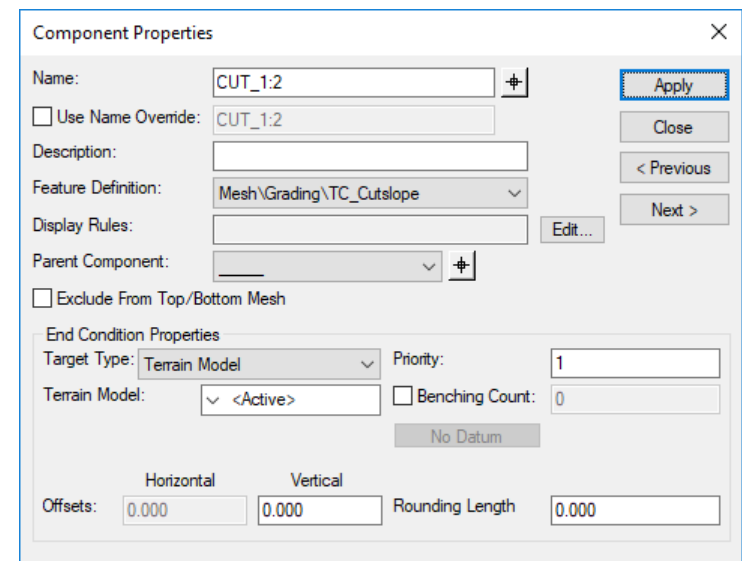 Component Properties
Name: CUT_1:2 Apply
Use Name Override: CUT_1:2 Close
Description: < Previous
Feature Definition: Mesh\Grading\TC_Cutslope
Next >
Display Rules: Edit...
Parent Component:
Exclude From Top/Bottom Mesh
End Condition Properties
Target Type: Terrain Model Priority: 1
Terrain Model: <Active> Benching Count: 0
No Datum
Horizontal Vertical
Offsets: 0.000 0.000 Rounding Length 0.000